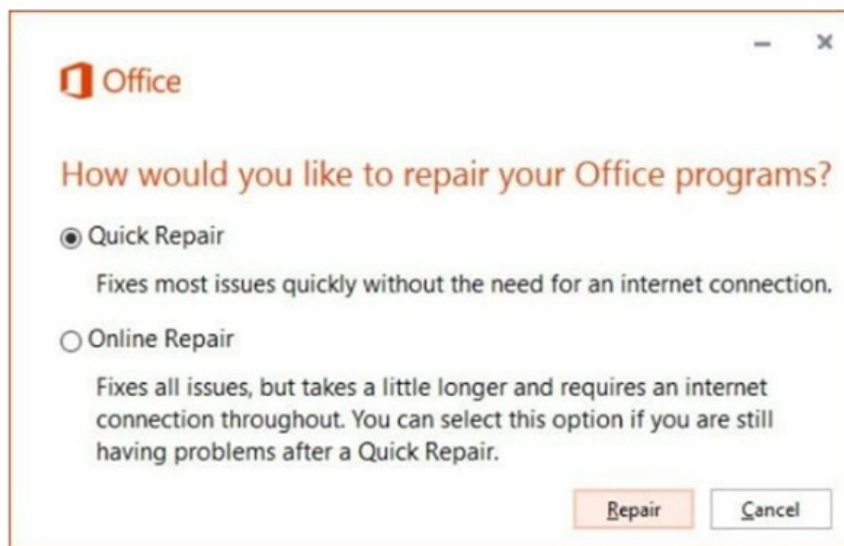 Office
How would you like to repair your Office programs?
Quick Repair
Fixes most issues quickly without the need for an internet connection.
Online Repair
Fixes all issues, but takes a little longer and requires an internet
connection throughout. You can select this option if you are still
having problems after a Quick Repair.
Repair Cancel